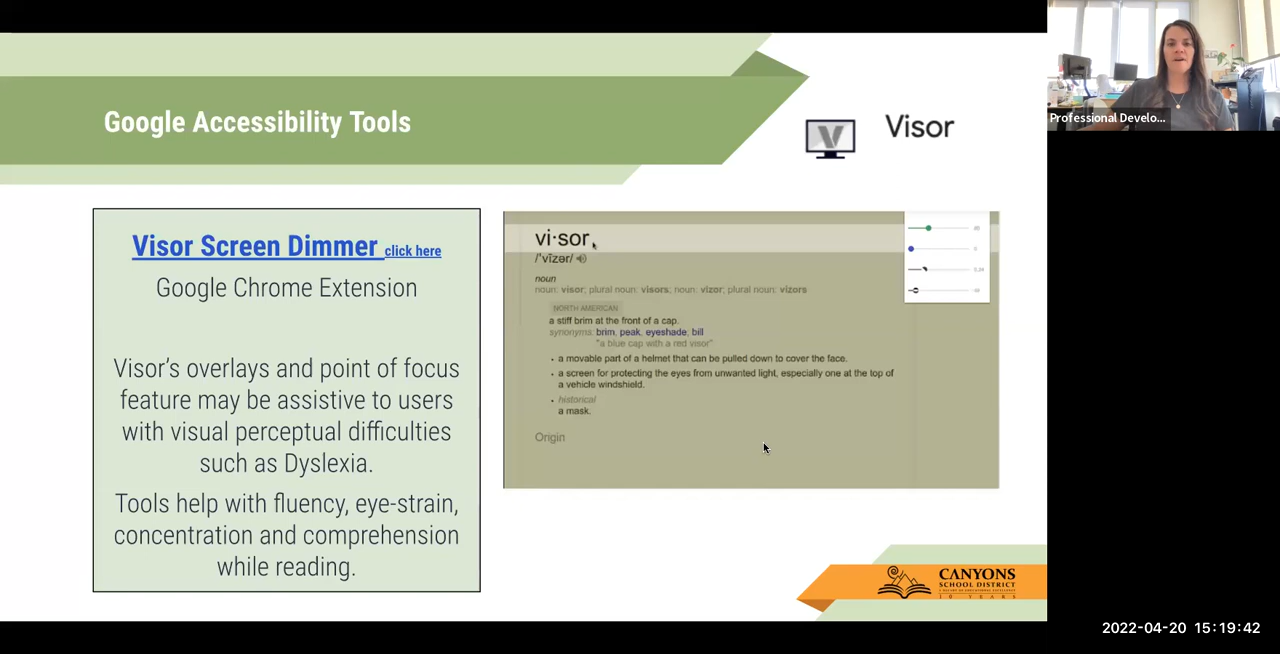 Google Accessibility Tools
Visor
Visor Screen Dimmer click here
Google Chrome Extension
Visor's overlays and point of focus
feature may be assistive to users
with visual perceptual difficulties
such as Dyslexia.
Tools help with fluency, eye-strain,
concentration and comprehension
while reading.
vi·sor
/ˈvīzər/
noun
noun: visor; plural noun: visors; noun: vizor; plural noun: vizors
NORTH AMERICAN
a stiff brim at the front of a cap.
synonyms: brim, peak, eyeshade, bill
"a blue cap with a red visor"
• a movable part of a helmet that can be pulled down to cover the face.
• a screen for protecting the eyes from unwanted light, especially one at the top of
a vehicle windshield.
• historical
a mask.
Origin
CANYONS
SCHOOL DISTRICT
10 YEARS
Professional Develo...
2022-04-20 15:19:42